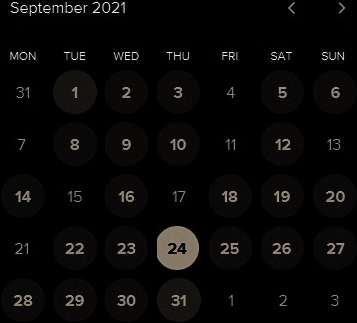 September 2021
MON TUE WED THU FRI SAT SUN
31 1 2 3 4 5 6
7 8 9 10 11 12 13
14 15 16 17 18 19 20
21 22 23 24 25 26 27
28 29 30 31 1 2 3